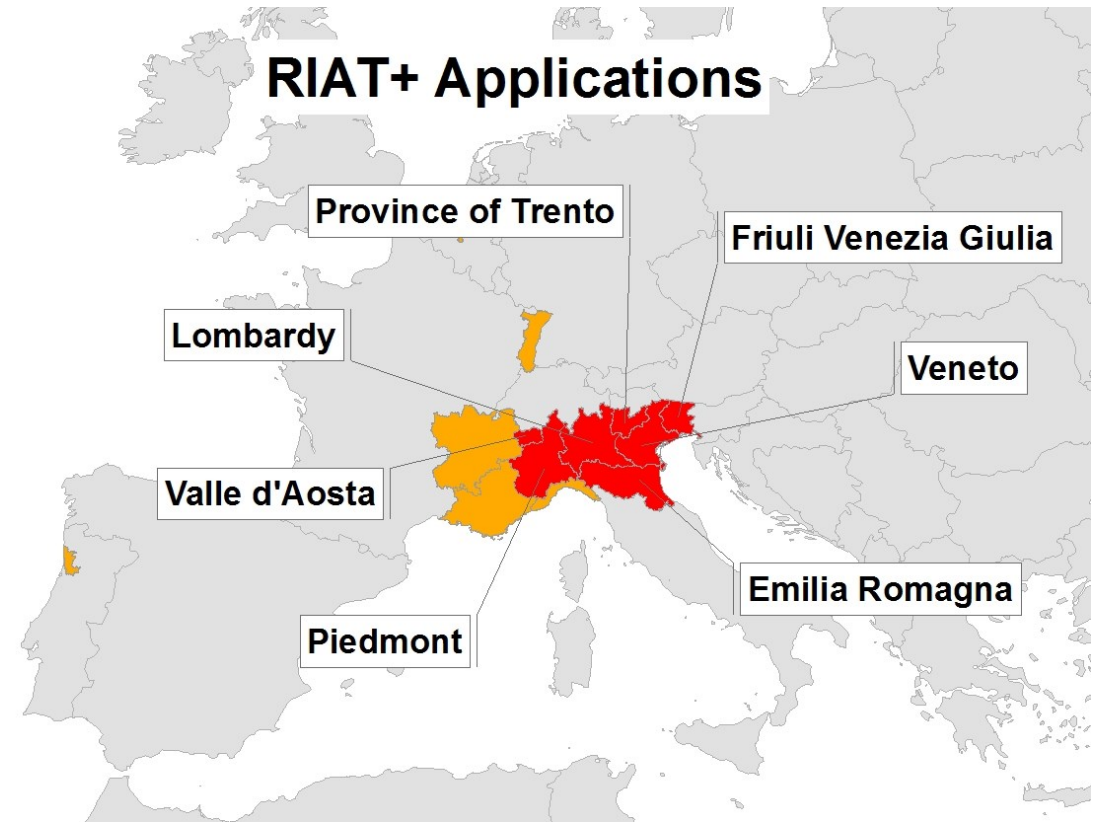 RIAT+ Applications
Province of Trento
Friuli Venezia Giulia
Lombardy
Veneto
Valle d'Aosta
Emilia Romagna
Piedmont